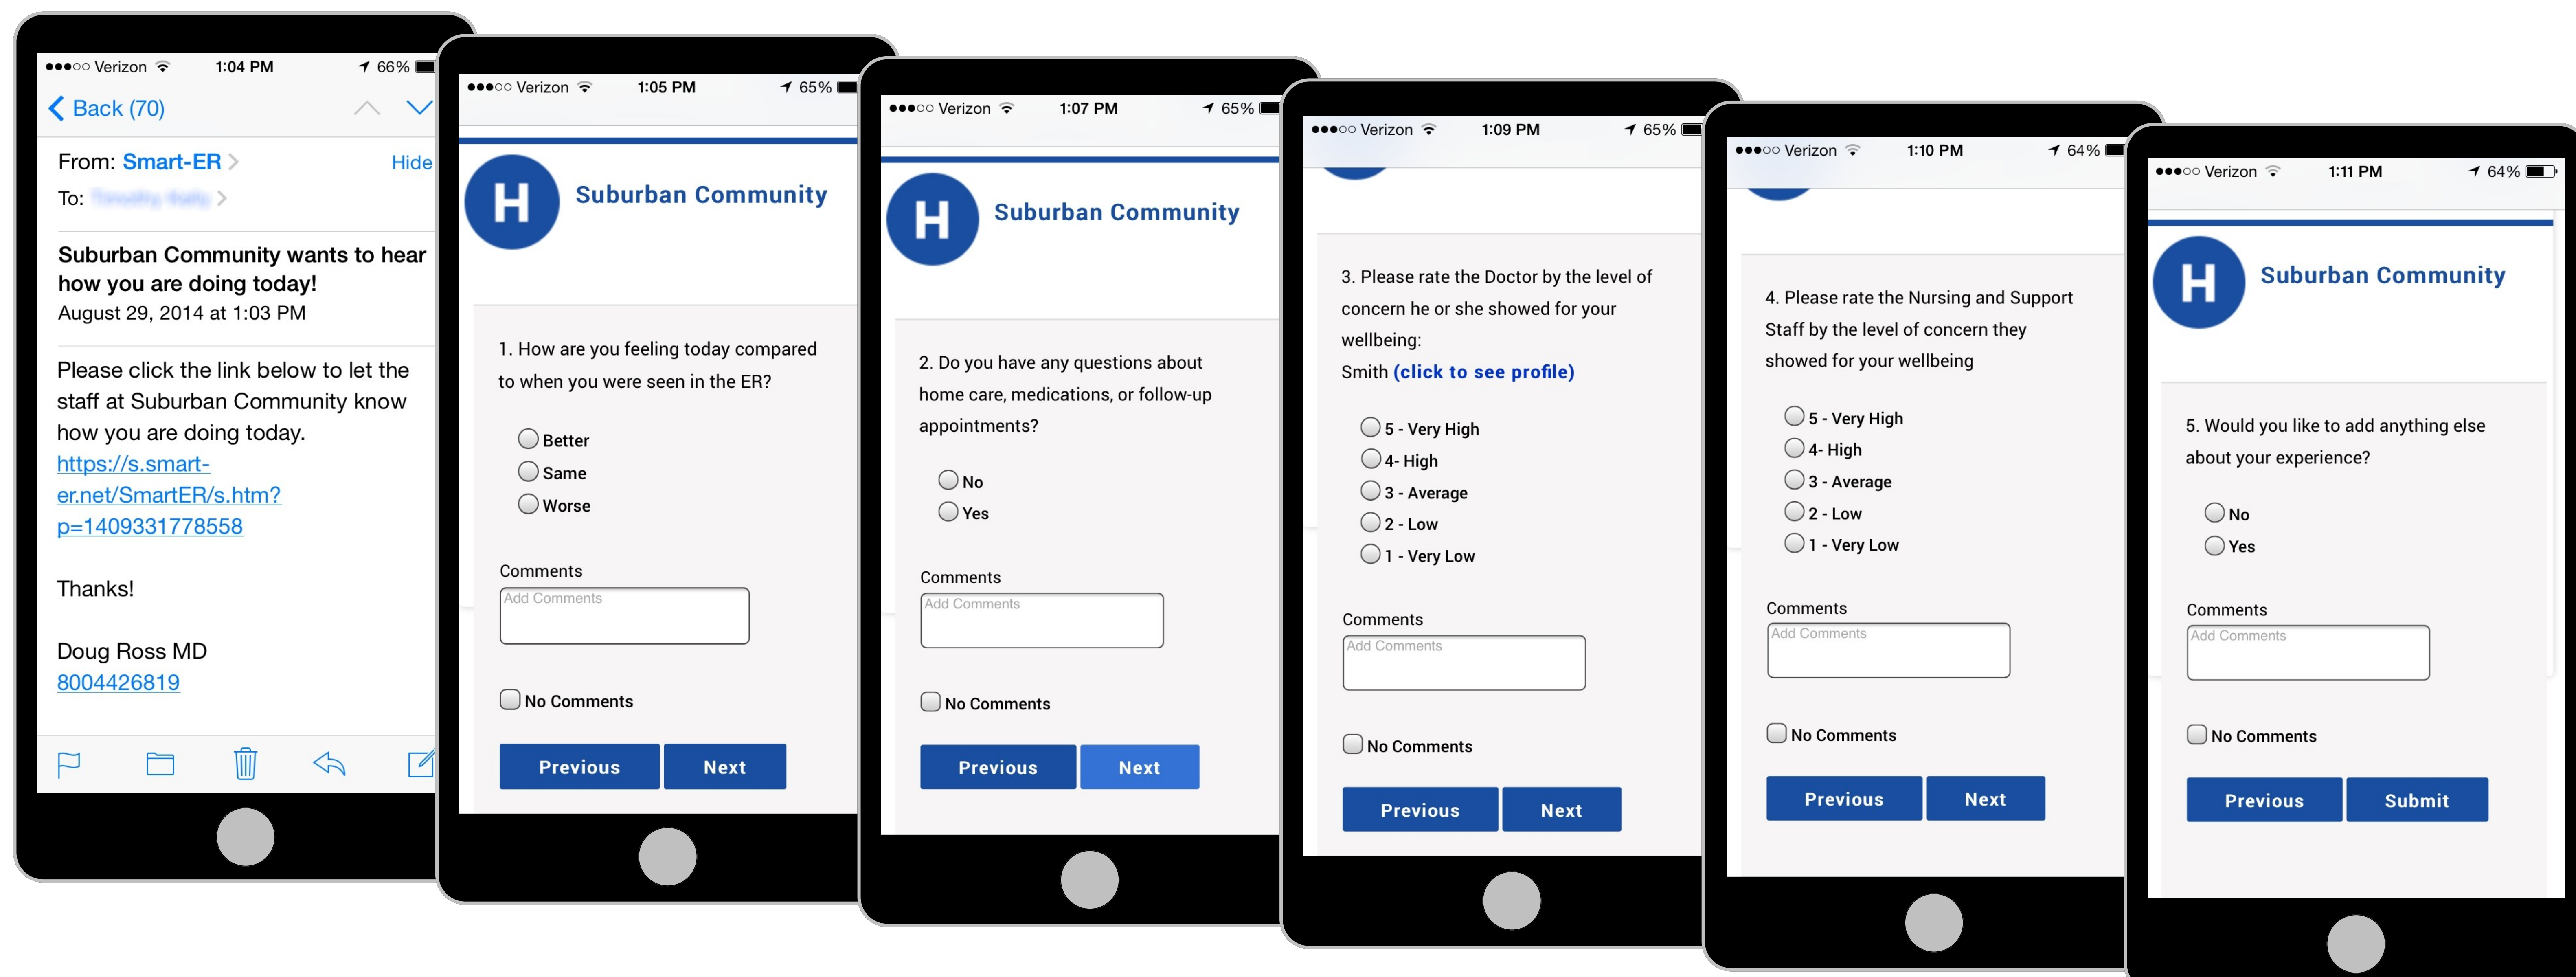 Verizon 1:04 PM 66%
Back (70)
From: Smart-ER Hide
To:
Suburban Community wants to hear
how you are doing today!
August 29, 2014 at 1:03 PM
Please click the link below to let the
staff at Suburban Community know
how you are doing today.
https://s.smart-
er.net/SmartER/s.htm?
p=1409331778558
Thanks!
Doug Ross MD
8004426819
Verizon 1:05 PM 65%
H
Suburban Community
1. How are you feeling today compared
to when you were seen in the ER?
Better
Same
Worse
Comments
Add Comments
No Comments
Previous Next
Verizon 1:07 PM 65%
H
Suburban Community
2. Do you have any questions about
home care, medications, or follow-up
appointments?
No
Yes
Comments
Add Comments
No Comments
Previous Next
Verizon 1:09 PM 65%
3. Please rate the Doctor by the level of
concern he or she showed for your
wellbeing:
Smith (click to see profile)
5 - Very High
4- High
3 - Average
2 - Low
1 - Very Low
Comments
Add Comments
No Comments
Previous Next
Verizon 1:10 PM 64%
4. Please rate the Nursing and Support
Staff by the level of concern they
showed for your wellbeing
5 - Very High
4- High
3 - Average
2 - Low
1 - Very Low
Comments
Add Comments
No Comments
Previous Next
Verizon 1:11 PM 64%
H
Suburban Community
5. Would you like to add anything else
about your experience?
No
Yes
Comments
Add Comments
No Comments
Previous Submit